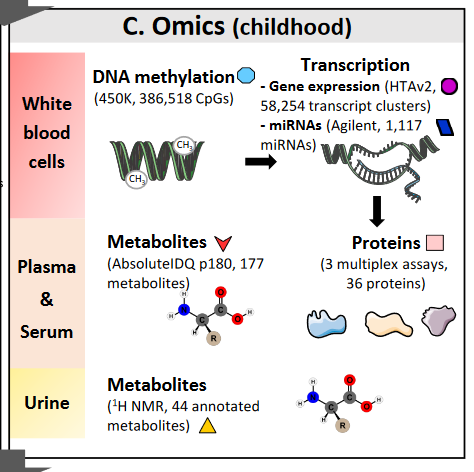 C. Omics (childhood)
White
blood
cells
DNA methylation
(450K, 386,518 CpGs)
CH₃
CH₃
Transcription
- Gene expression (HTAv2,
58,254 transcript clusters)
- miRNAs (Agilent, 1,117
miRNAs)
Plasma
&
Serum
Metabolites
(AbsoluteIDQ p180, 177
metabolites)
H
N
H
C
H
R
C
O
O
H
Proteins
(3 multiplex assays,
36 proteins)
Urine
Metabolites
(¹H NMR, 44 annotated
metabolites)
H
N
H
C
H
R
C
O
O
H